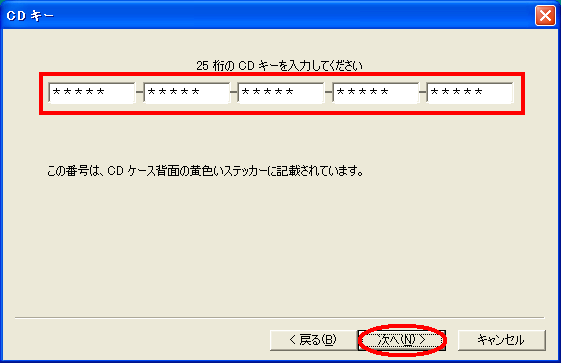 CD キー
25 桁の CD キーを入力してください
*****-*****-*****-*****-*****
この番号は、CD ケース背面の黄色いステッカーに記載されています。
< 戻る(B) 次へ(N) > キャンセル